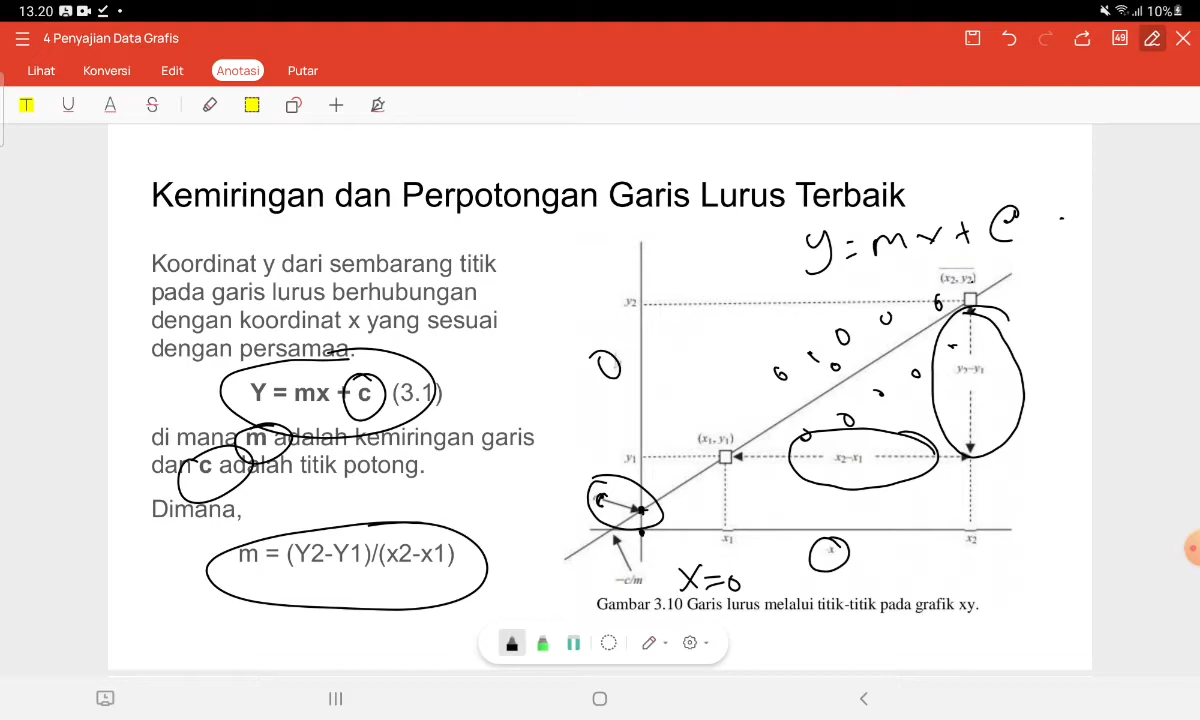 13.20
10%
4 Penyajian Data Grafis
49
Lihat
Konversi
Edit
Anotasi
Putar
T U A S
Kemiringan dan Perpotongan Garis Lurus Terbaik
Koordinat y dari sembarang titik
pada garis lurus berhubungan
dengan koordinat x yang sesuai
dengan persamaa.
Y = mx + c (3.1)
di mana m adalah kemiringan garis
dan c adalah titik potong.
Dimana,
m = (Y2-Y1)/(x2-x1)
y = mx + c
(x2, y2)
y2
y2–y1
(x1, y1)
y1
x2–x1
c
x1
x
x2
–c/m
x=0
Gambar 3.10 Garis lurus melalui titik-titik pada grafik xy.